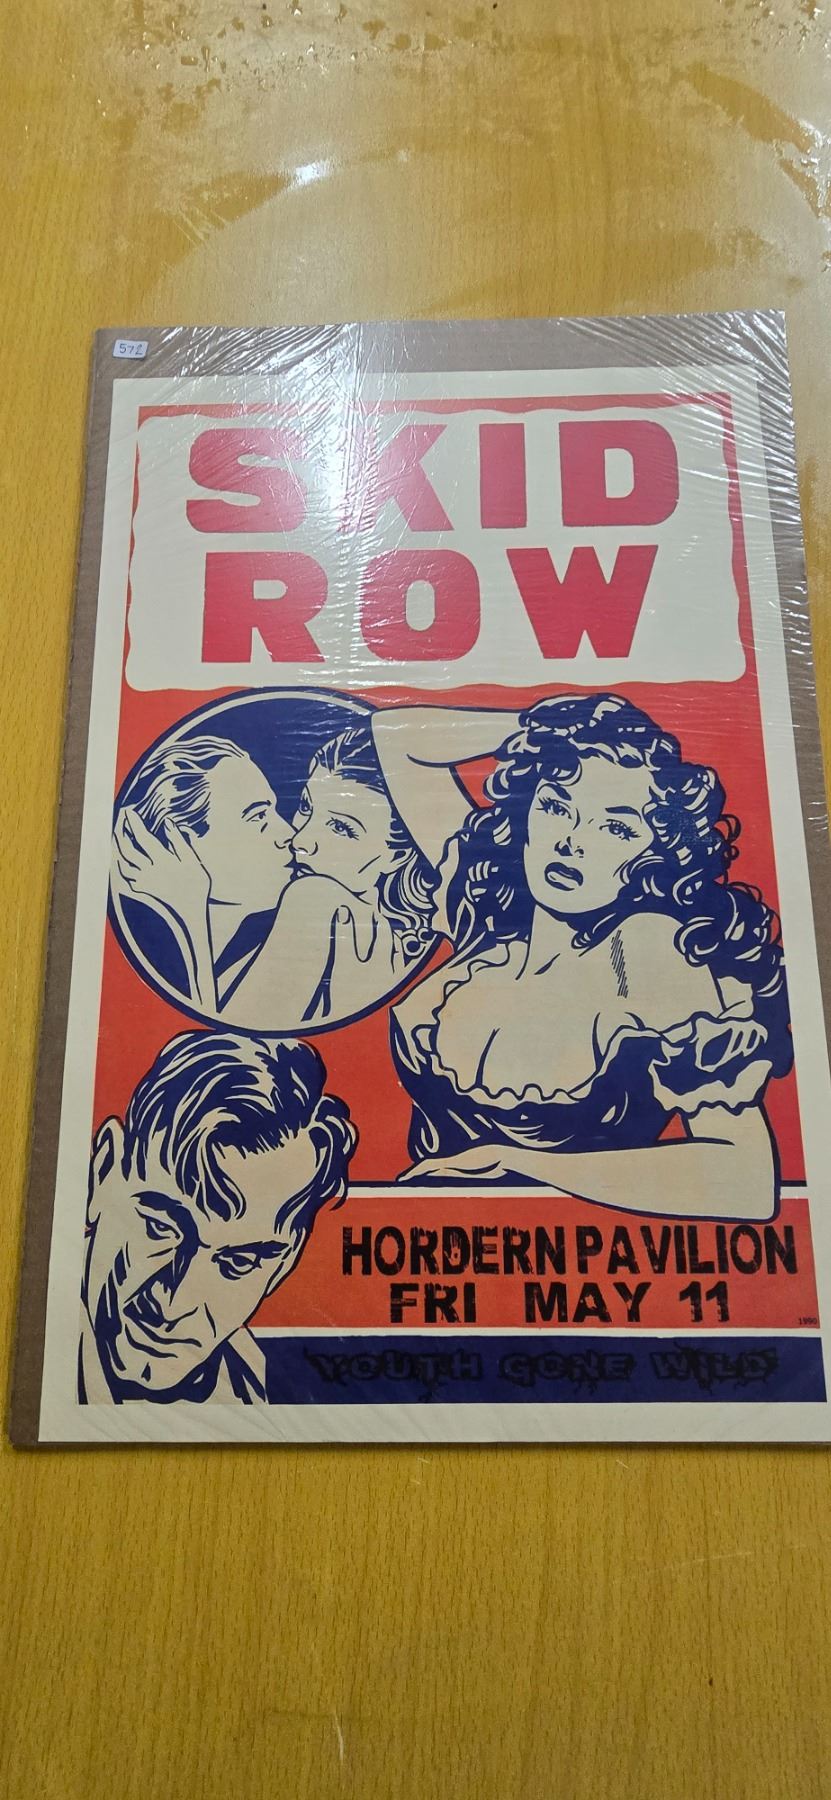 572
SKID
ROW
HORDERN PAVILION
FRI MAY 11
1990
YOUTH GONE WILD